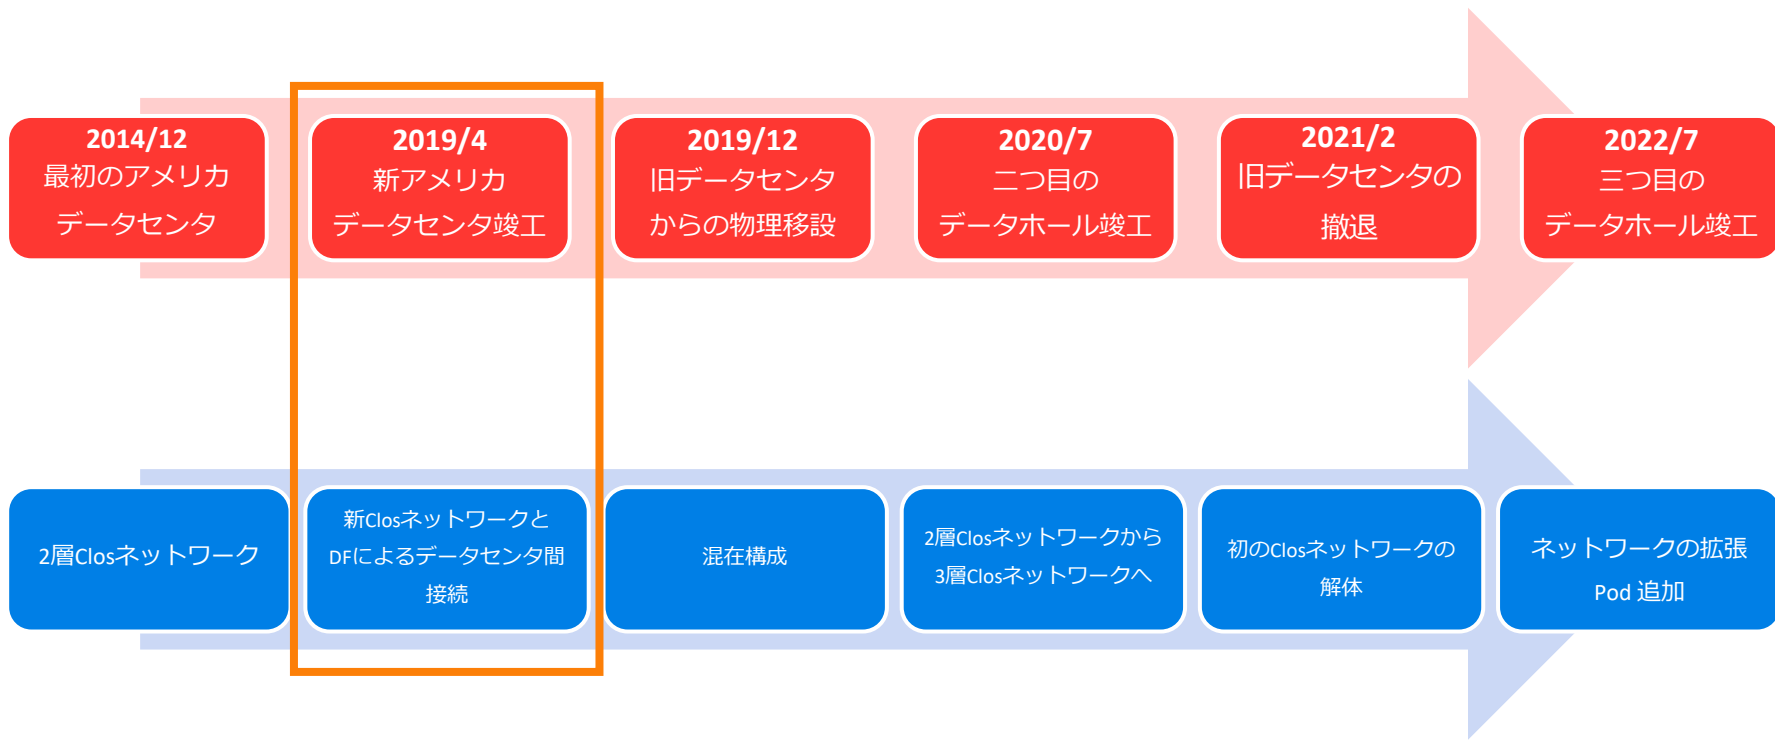 2014/12
最初のアメリカ
データセンタ
2019/4
新アメリカ
データセンタ竣工
2019/12
旧データセンタ
からの物理移設
2020/7
二つ目の
データホール竣工
2021/2
旧データセンタの
撤退
2022/7
三つ目の
データホール竣工
2層Closネットワーク
新Closネットワークと
DFによるデータセンタ間
接続
混在構成
2層Closネットワークから
3層Closネットワークへ
初のClosネットワークの
解体
ネットワークの拡張
Pod 追加